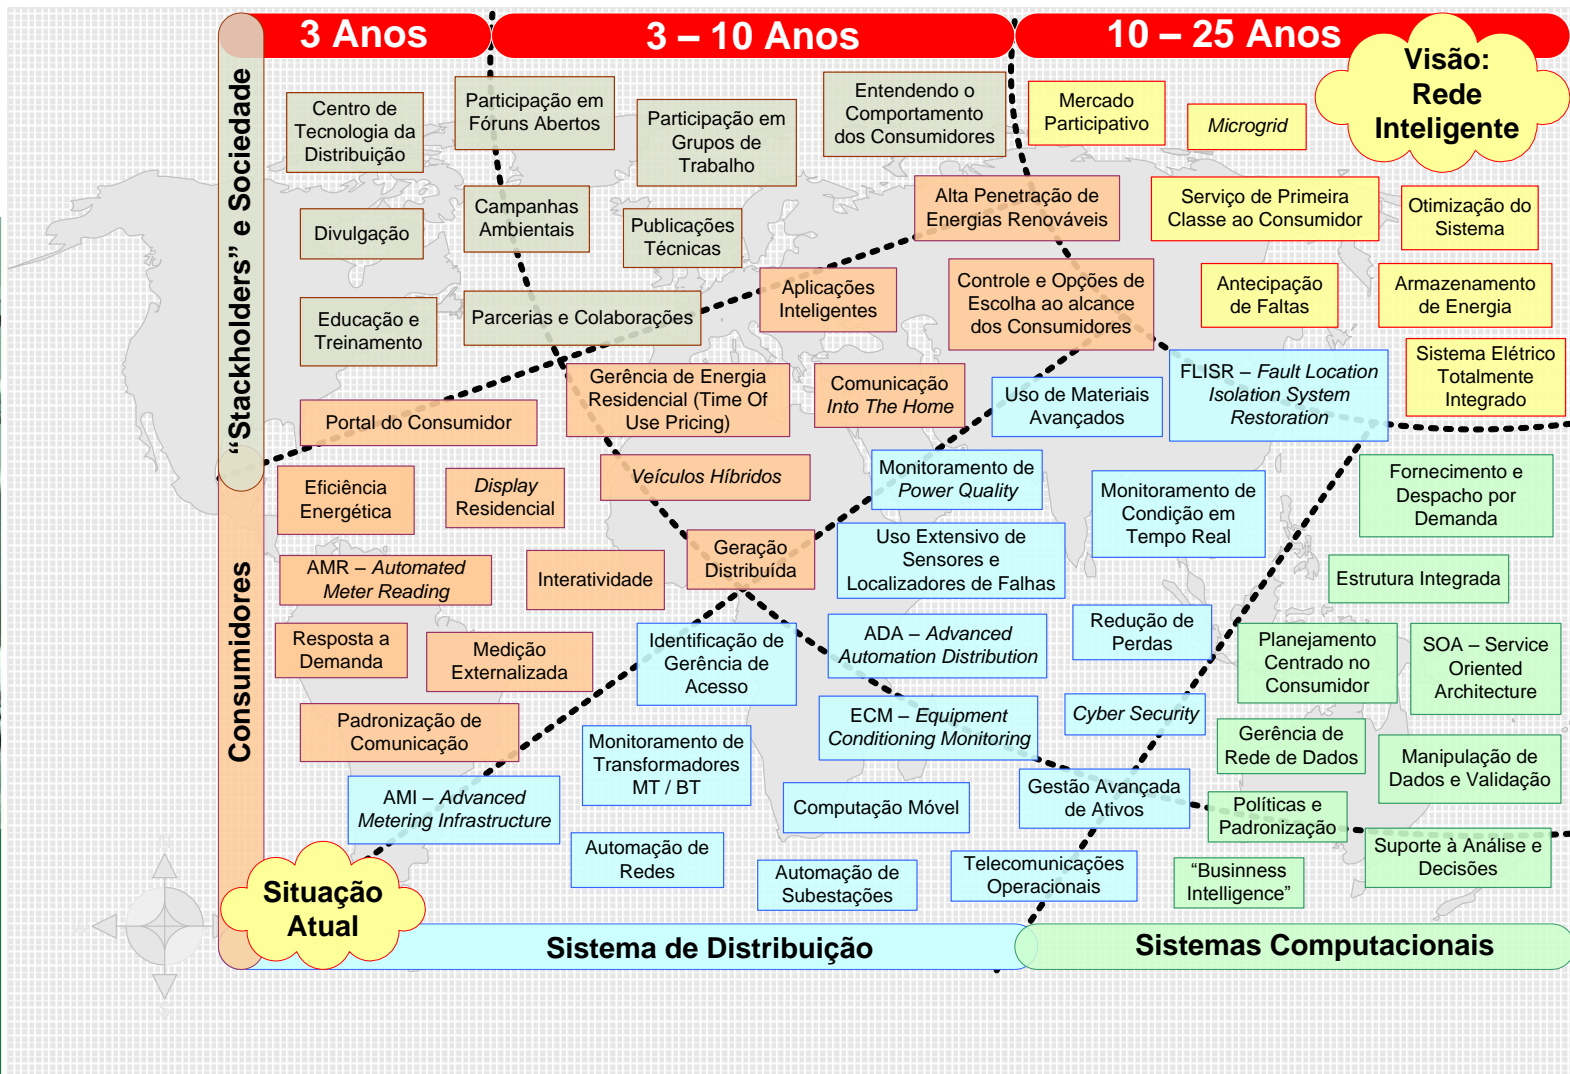 3 Anos
3 – 10 Anos
10 – 25 Anos
Visão:
Rede
Inteligente
“Stackholders” e Sociedade
Consumidores
Centro de
Tecnologia da
Distribuição
Participação em
Fóruns Abertos
Participação em
Grupos de
Trabalho
Entendendo o
Comportamento
dos Consumidores
Mercado
Participativo
Microgrid
Divulgação
Campanhas
Ambientais
Publicações
Técnicas
Alta Penetração de
Energias Renováveis
Serviço de Primeira
Classe ao Consumidor
Otimização do
Sistema
Educação e
Treinamento
Parcerias e Colaborações
Aplicações
Inteligentes
Controle e Opções de
Escolha ao alcance
dos Consumidores
Antecipação
de Faltas
Armazenamento
de Energia
Portal do Consumidor
Gerência de Energia
Residencial (Time Of
Use Pricing)
Comunicação
Into The Home
Uso de Materiais
Avançados
FLISR – Fault Location
Isolation System
Restoration
Sistema Elétrico
Totalmente
Integrado
Eficiência
Energética
Display
Residencial
Veículos Híbridos
Monitoramento de
Power Quality
Monitoramento de
Condição em
Tempo Real
Fornecimento e
Despacho por
Demanda
AMR – Automated
Meter Reading
Interatividade
Geração
Distribuída
Uso Extensivo de
Sensores e
Localizadores de Falhas
Estrutura Integrada
Resposta a
Demanda
Medição
Externalizada
Identificação de
Gerência de
Acesso
ADA – Advanced
Automation Distribution
Redução de
Perdas
Planejamento
Centrado no
Consumidor
SOA – Service
Oriented
Architecture
Padronização de
Comunicação
Monitoramento de
Transformadores
MT / BT
ECM – Equipment
Conditioning Monitoring
Cyber Security
Gerência de
Rede de Dados
Manipulação de
Dados e Validação
AMI – Advanced
Metering Infrastructure
Computação Móvel
Gestão Avançada
de Ativos
Políticas e
Padronização
Automação de
Redes
Automação de
Subestações
Telecomunicações
Operacionais
“Businness
Intelligence”
Suporte à Análise e
Decisões
Situação
Atual
Sistema de Distribuição
Sistemas Computacionais
N
S